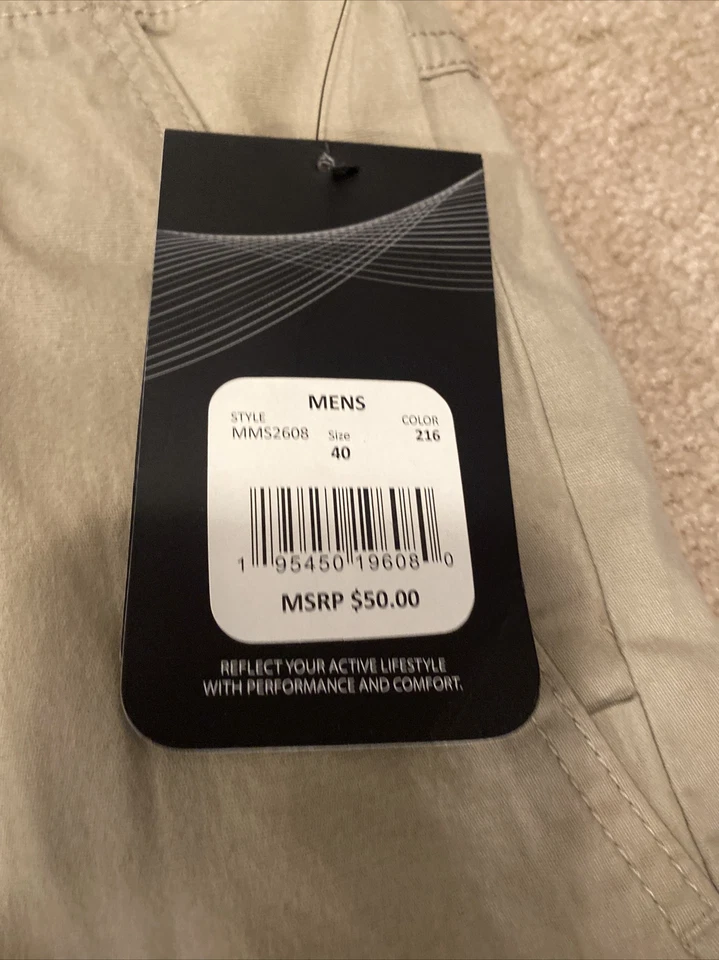 MENS
STYLE COLOR
MMS2608 Size 216
40
1 95450 19608 0
MSRP $50.00
REFLECT YOUR ACTIVE LIFESTYLE
WITH PERFORMANCE AND COMFORT.